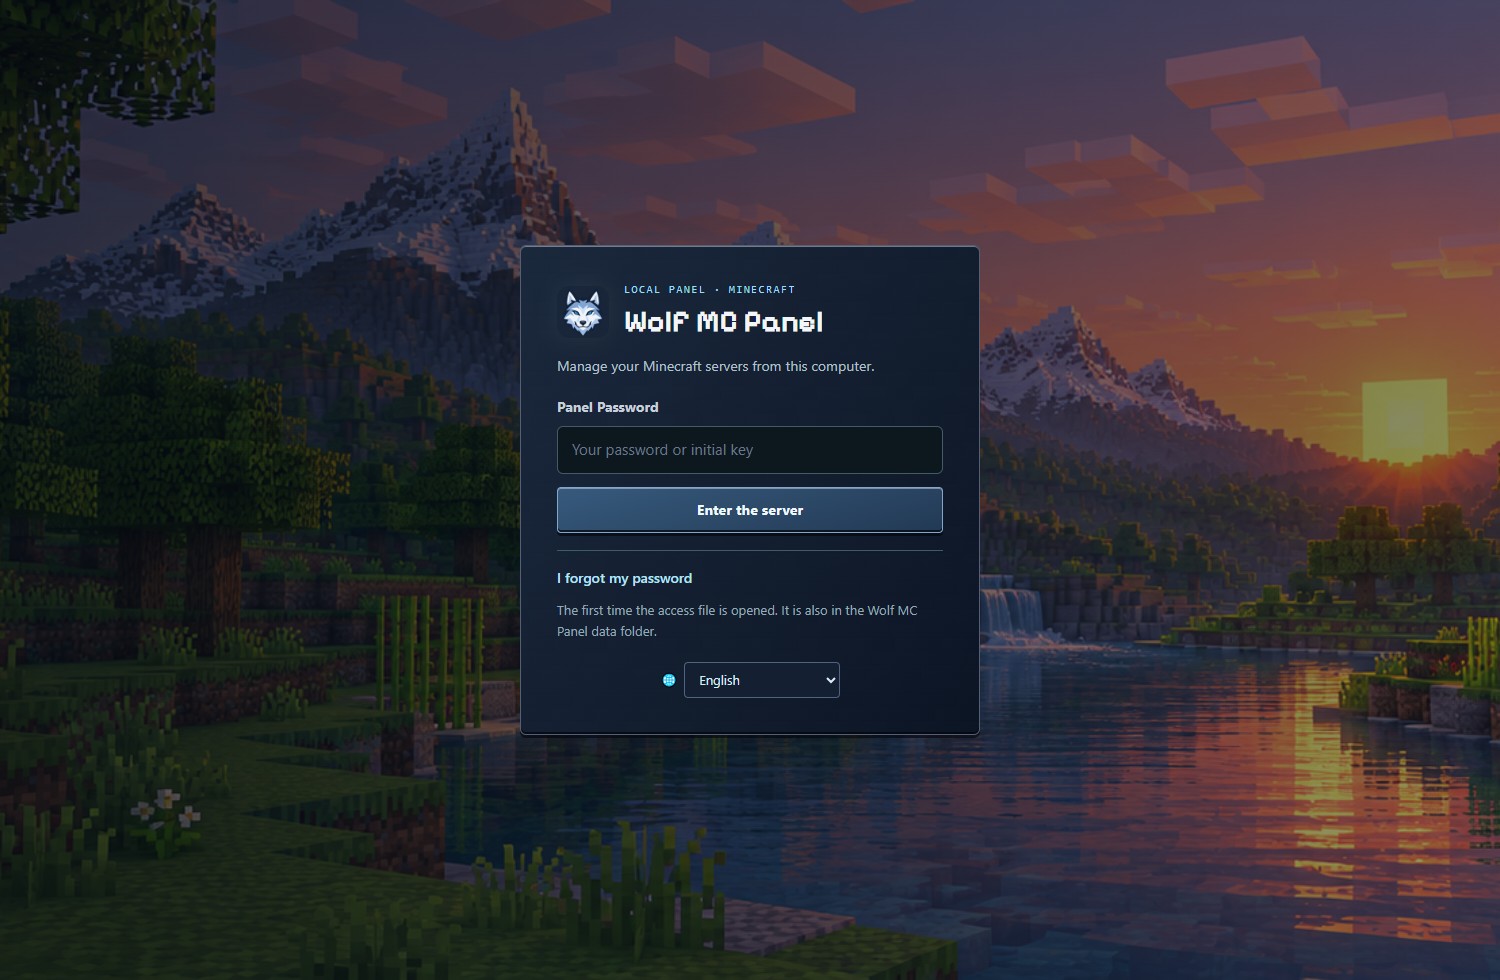 LOCAL PANEL · MINECRAFT
Wolf MC Panel
Manage your Minecraft servers from this computer.
Panel Password
Your password or initial key
Enter the server
I forgot my password
The first time the access file is opened. It is also in the Wolf MC
Panel data folder.
English